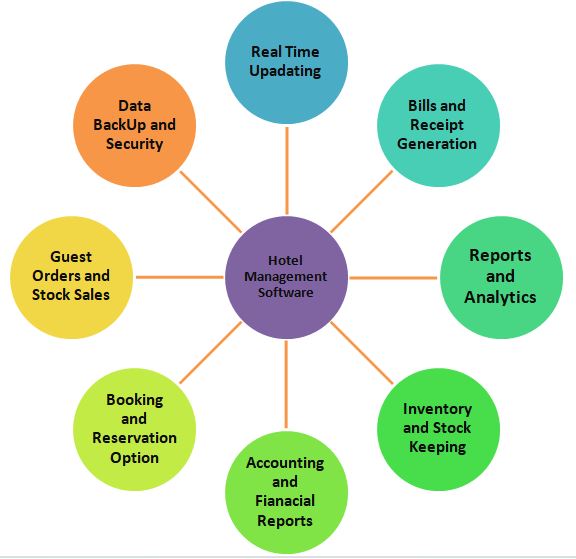 Real Time
Upadating
Bills and
Receipt
Generation
Reports
and
Analytics
Inventory
and Stock
Keeping
Accounting
and
Fianacial
Reports
Booking
and
Reservation
Option
Guest
Orders and
Stock Sales
Data
BackUp and
Security
Hotel
Management
Software